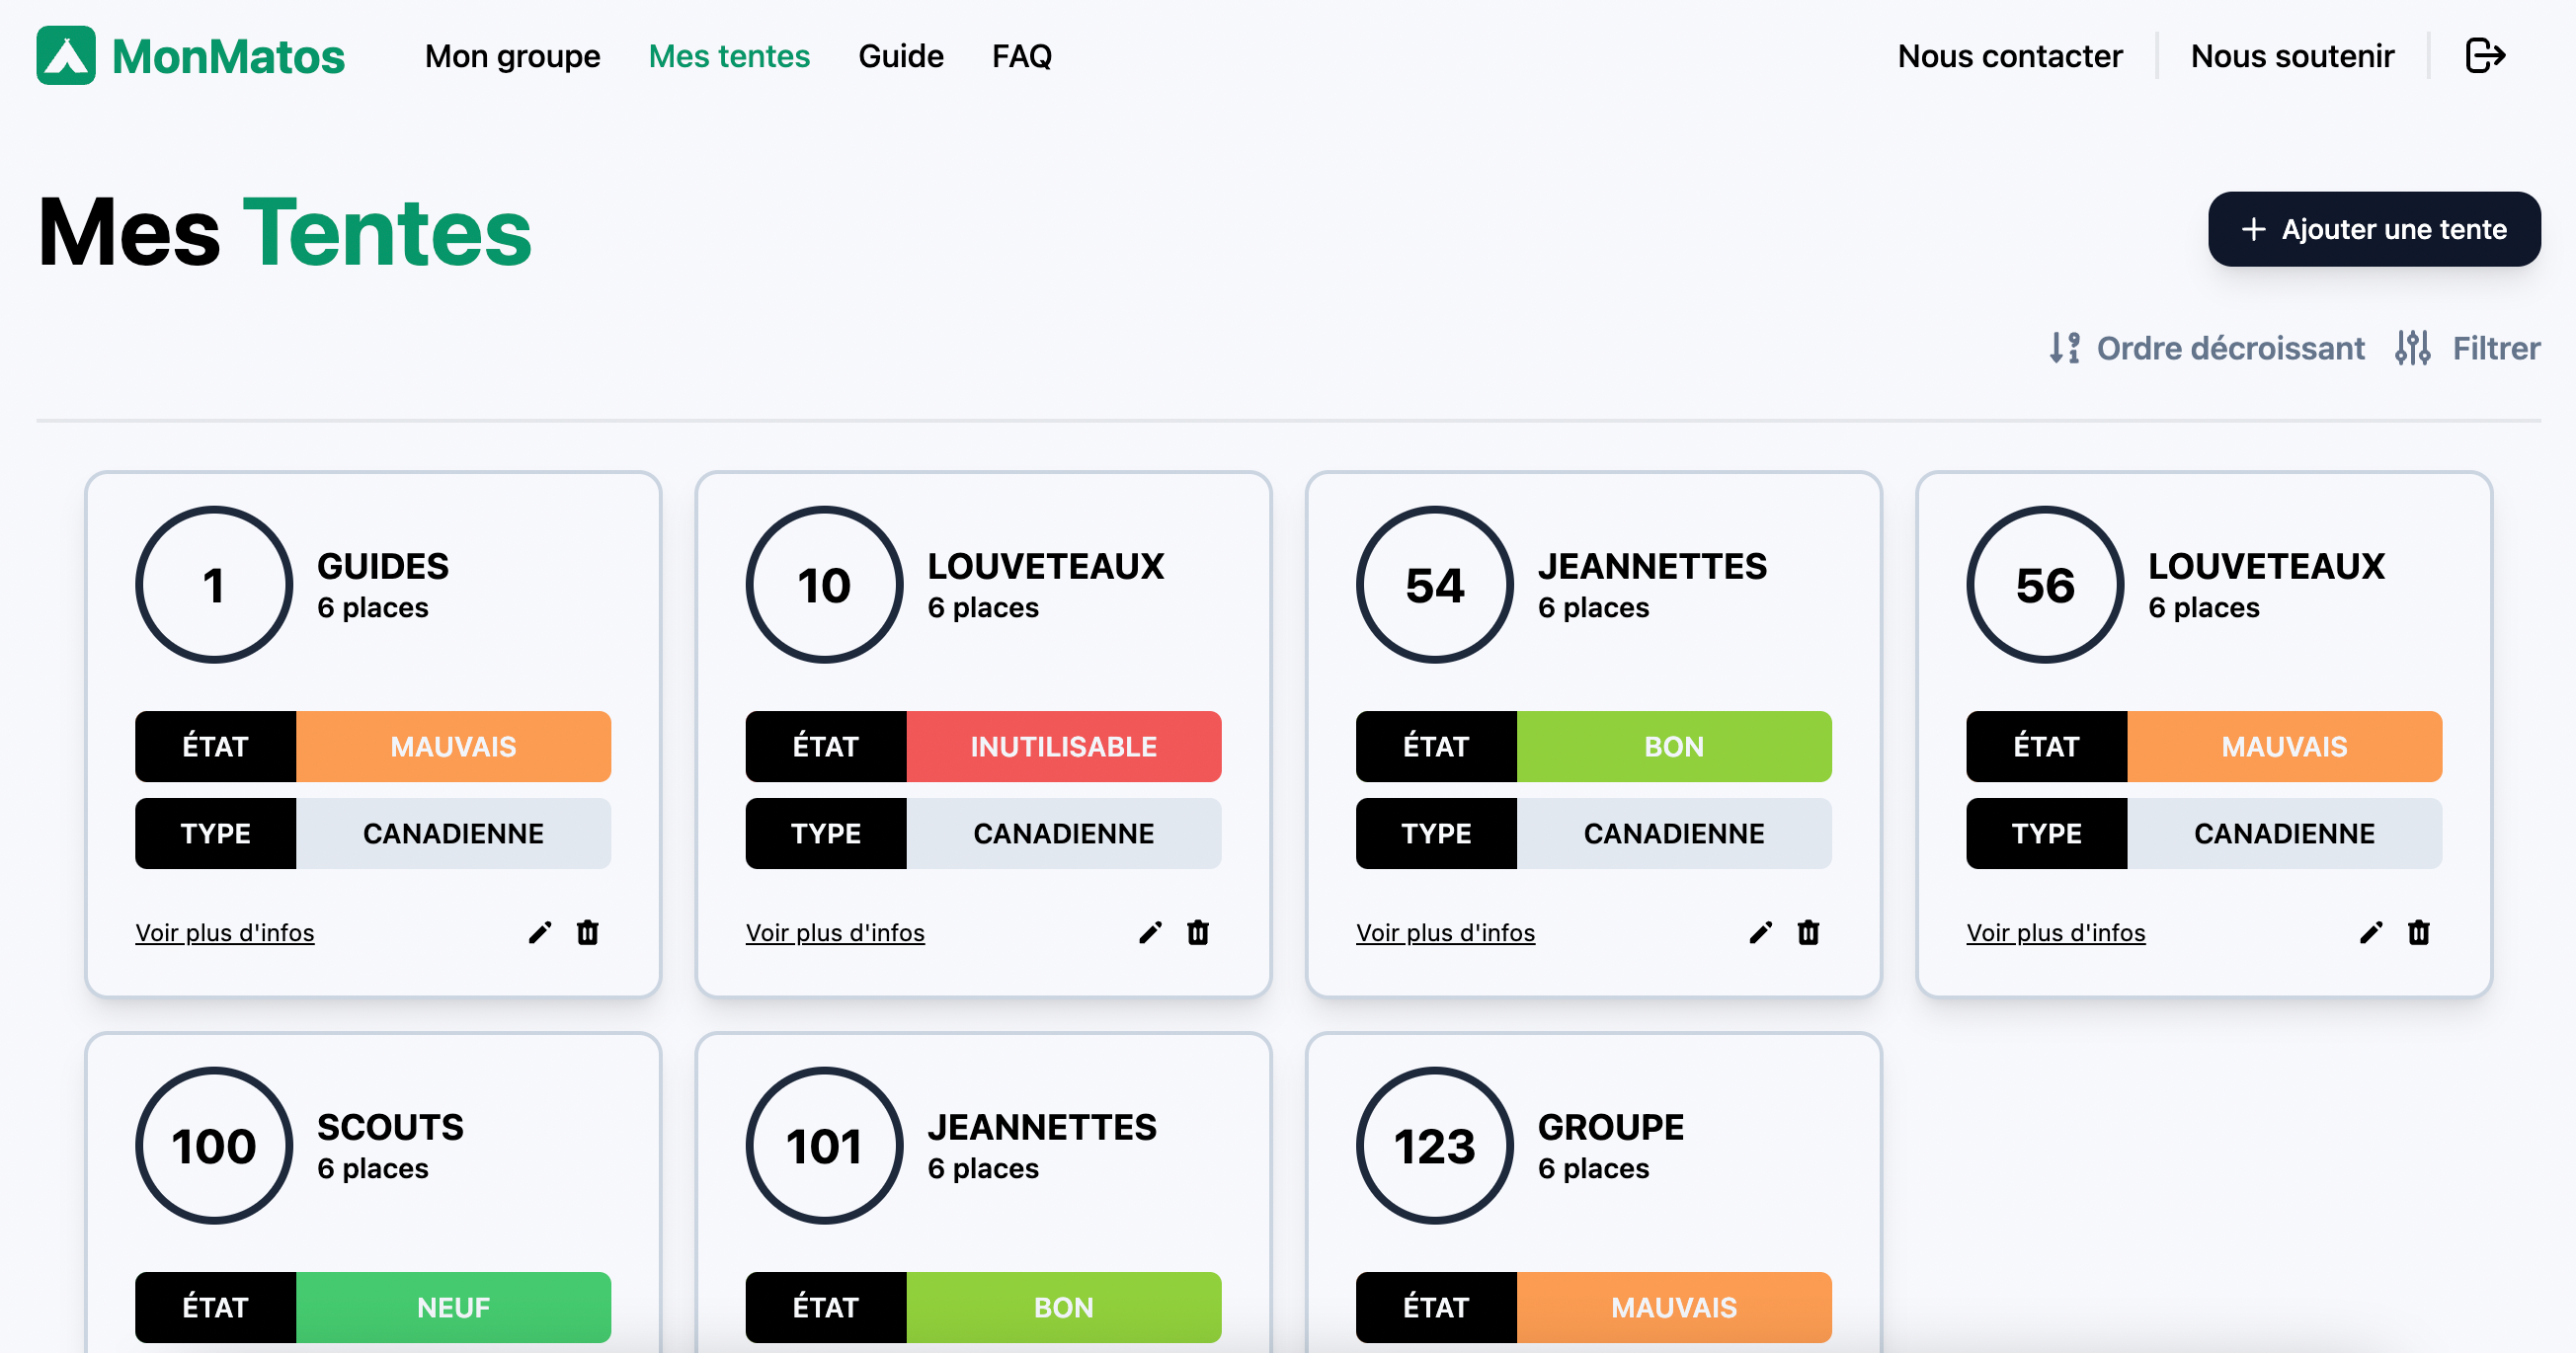 MonMatos
Mon groupe
Mes tentes
Guide
FAQ
Nous contacter
Nous soutenir
Mes Tentes
+ Ajouter une tente
Ordre décroissant
Filtrer
1
GUIDES
6 places
ÉTAT
MAUVAIS
TYPE
CANADIENNE
Voir plus d'infos
10
LOUVETEAUX
6 places
ÉTAT
INUTILISABLE
TYPE
CANADIENNE
Voir plus d'infos
54
JEANNETTES
6 places
ÉTAT
BON
TYPE
CANADIENNE
Voir plus d'infos
56
LOUVETEAUX
6 places
ÉTAT
MAUVAIS
TYPE
CANADIENNE
Voir plus d'infos
100
SCOUTS
6 places
ÉTAT
NEUF
101
JEANNETTES
6 places
ÉTAT
BON
123
GROUPE
6 places
ÉTAT
MAUVAIS